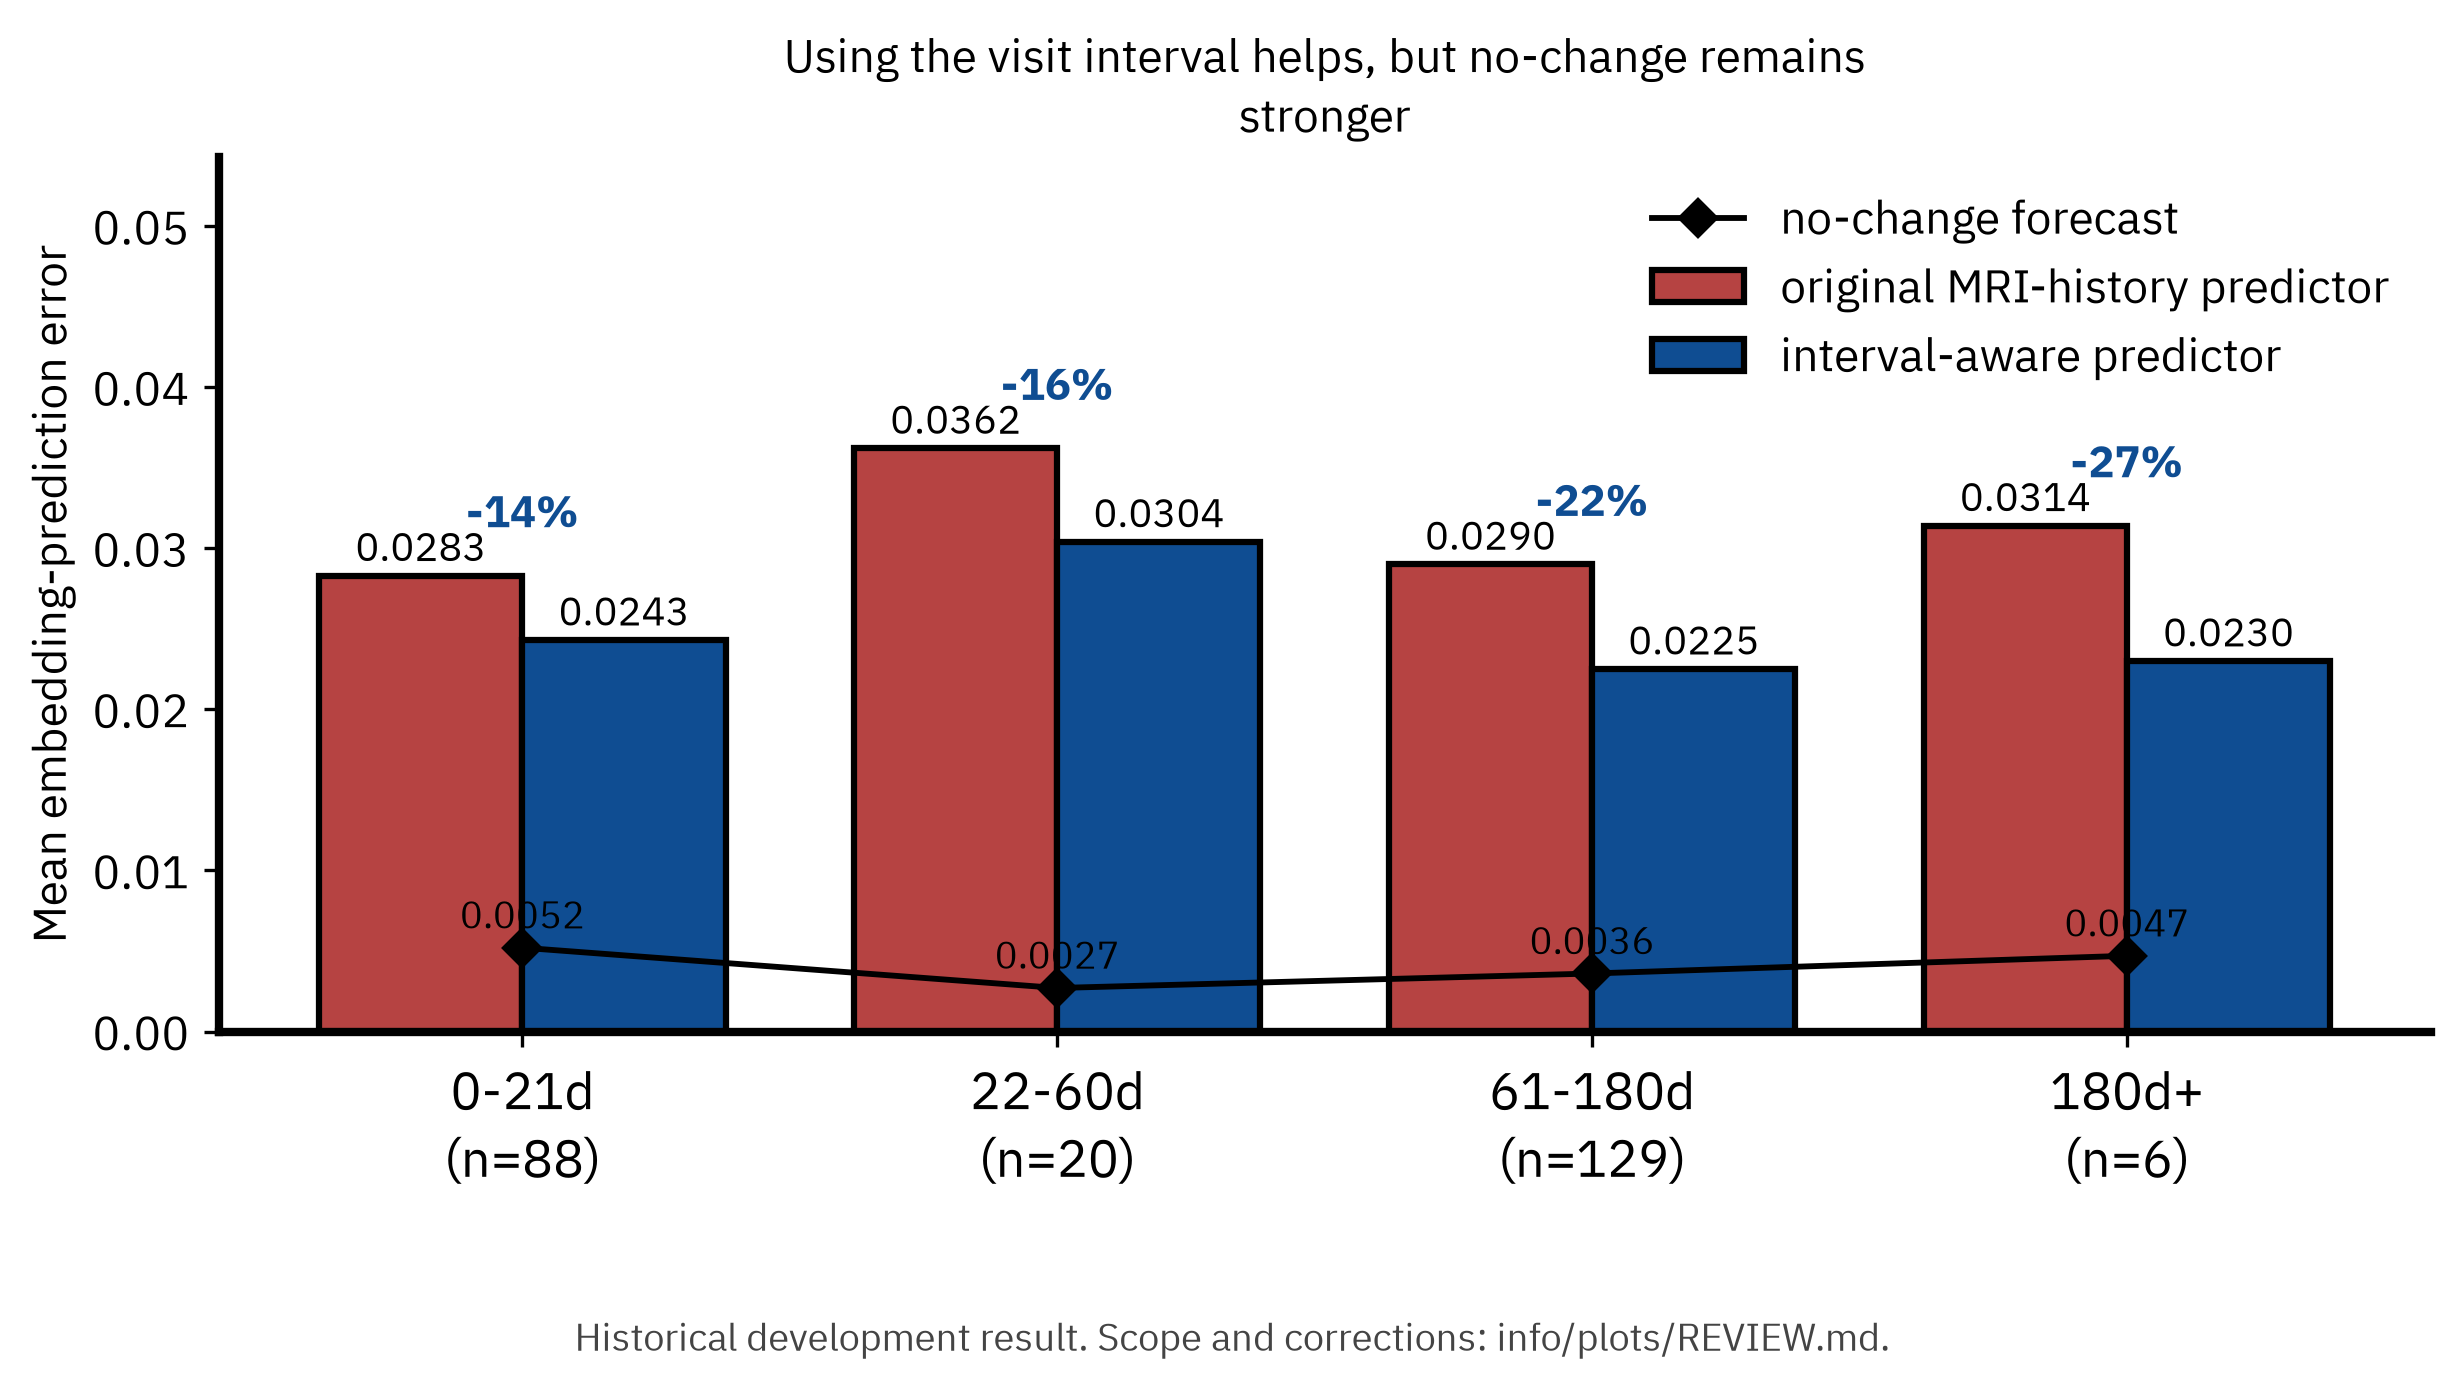 Using the visit interval helps, but no-change remains
stronger
Mean embedding-prediction error
0.05
0.04
0.03
0.02
0.01
0.00
no-change forecast
original MRI-history predictor
interval-aware predictor
-14%
0.0283
0.0243
0.0052
-16%
0.0362
0.0304
0.0027
-22%
0.0290
0.0225
0.0036
-27%
0.0314
0.0230
0.0047
0-21d
(n=88)
22-60d
(n=20)
61-180d
(n=129)
180d+
(n=6)
Historical development result. Scope and corrections: info/plots/REVIEW.md.